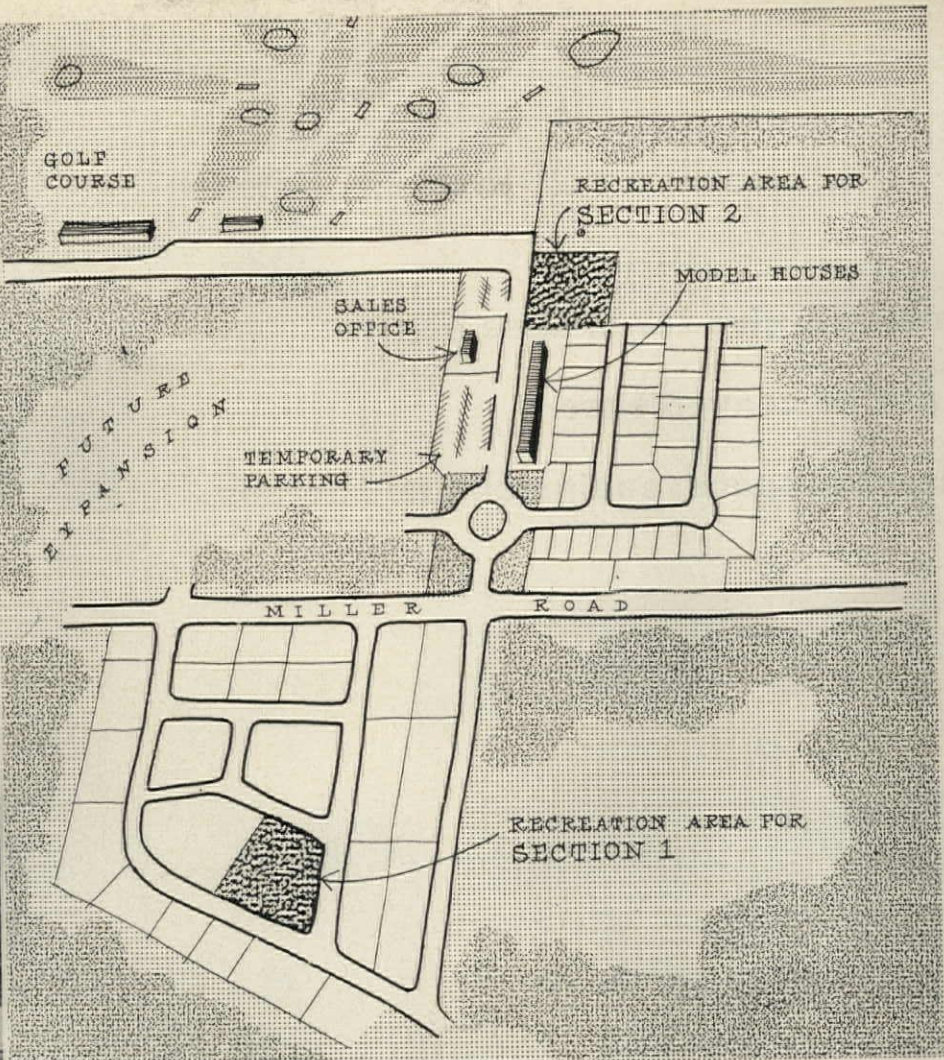 GOLF
COURSE
RECREATION AREA FOR
SECTION 2
MODEL HOUSES
SALES
OFFICE
FUTURE
EXPANSION
TEMPORARY
PARKING
MILLER ROAD
RECREATION AREA FOR
SECTION 1